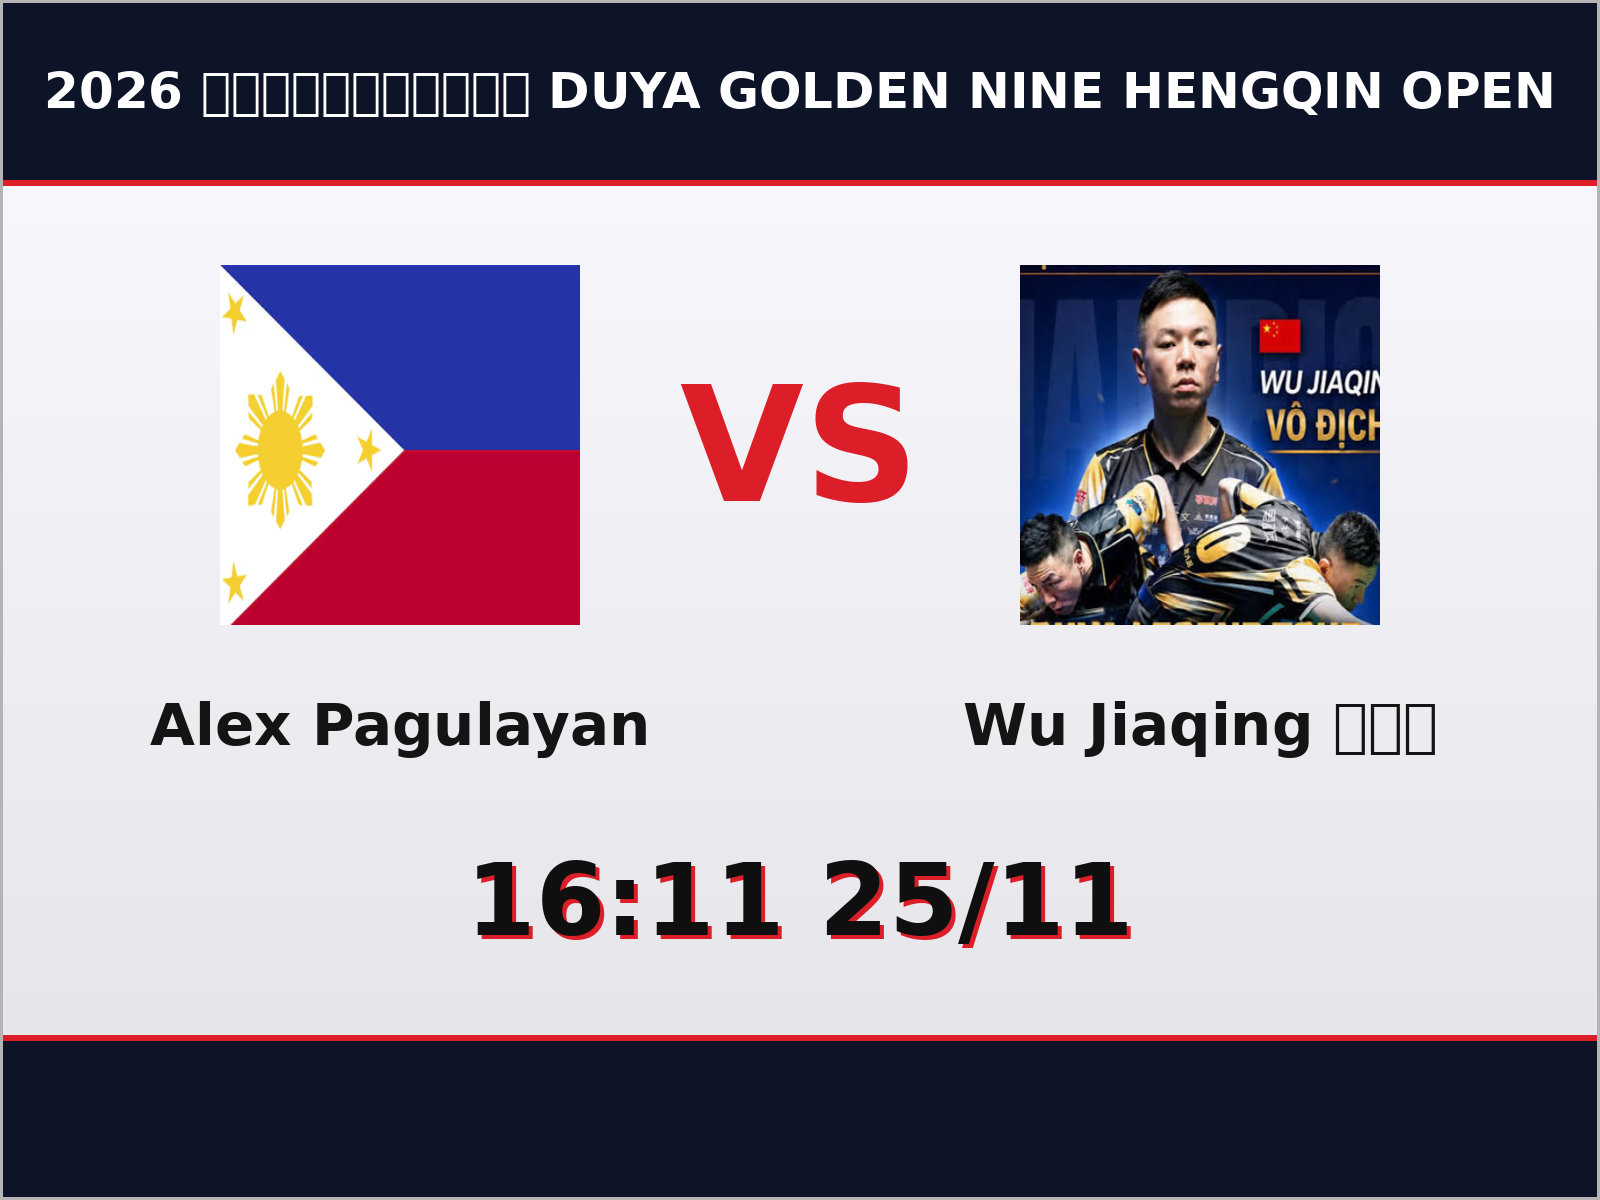 2026 DUYA GOLDEN NINE HENGQIN OPEN
WU JIAQIN
VÔ ĐỊCH
VS
Alex Pagulayan
Wu Jiaqing
16:11 25/11